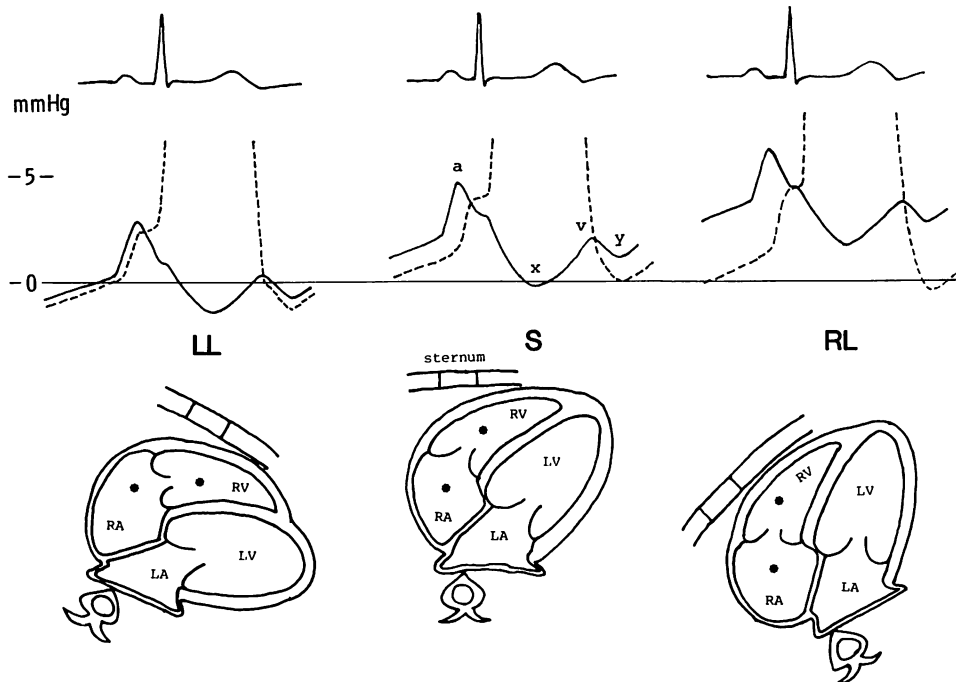 mmHg
-5-
a
v
y
x
-0
LL
S
RL
sternum
RV
RA
LV
LA
RV
LV
RA
LA
RV
LV
RA
LA